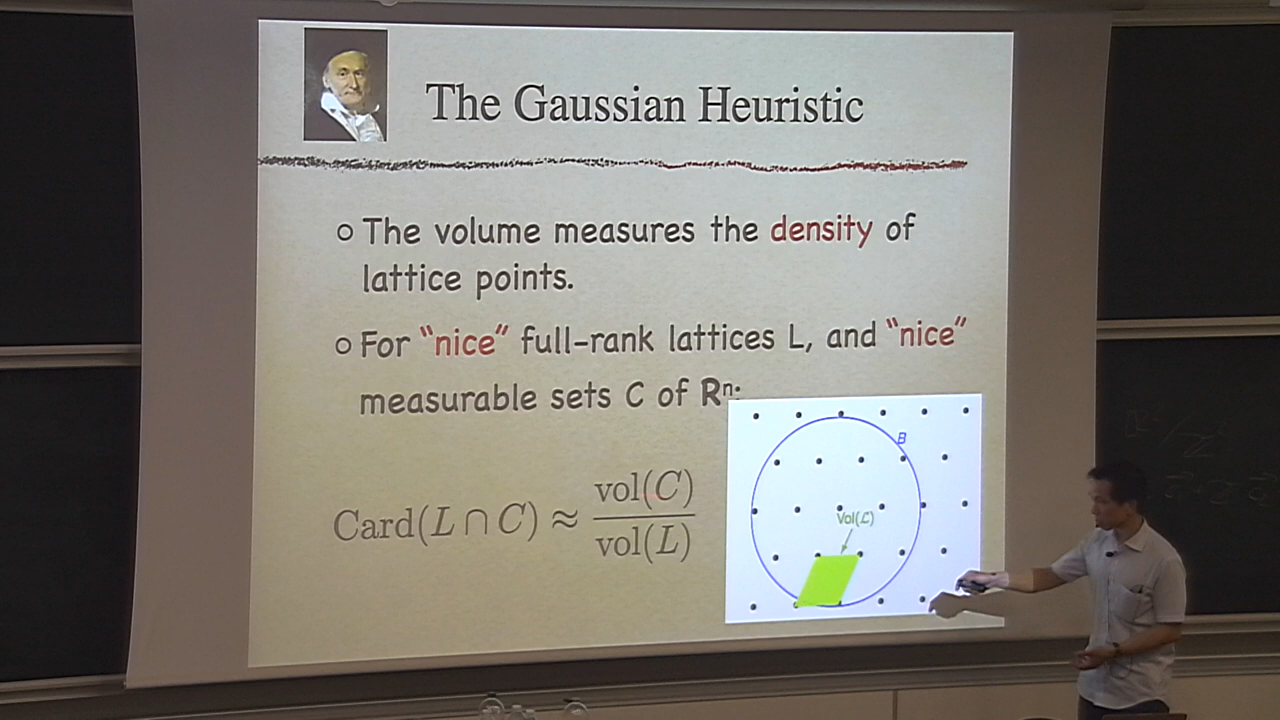 The Gaussian Heuristic
The volume measures the density of
lattice points.
For “nice” full-rank lattices L, and “nice”
measurable sets C of Rⁿ:
Card(L ∩ C) ≈ vol(C)/vol(L)
B
Vol(ℒ)